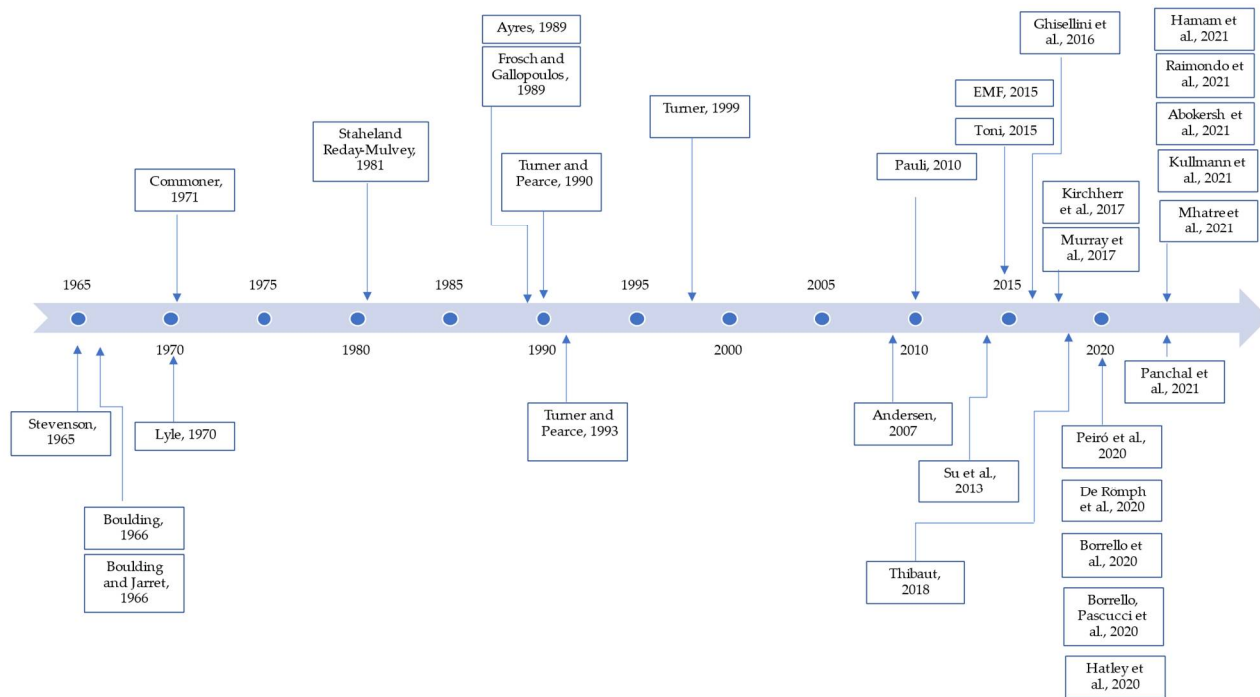 Ayres, 1989
Frosch and
Gallopoulos,
1989
Ghisellini et
al., 2016
Hamam et
al., 2021
Raimondo et
al., 2021
EMF, 2015
Turner, 1999
Abokersh et
al., 2021
Toni, 2015
Staheland
Reday-Mulvey,
1981
Turner and
Pearce, 1990
Pauli, 2010
Kullmann et
al., 2021
Commoner,
1971
Kirchherr
et al., 2017
Mhatre et
al., 2021
Murray et
al., 2017
1965
1975
1985
1995
2005
2015
1970
1980
1990
2000
2010
2020
Panchal et
al., 2021
Stevenson,
1965
Lyle, 1970
Turner and
Pearce, 1993
Andersen,
2007
Peiró et al.,
2020
Su et al.,
2013
De Römph
et al., 2020
Boulding,
1966
Borrello et
al., 2020
Boulding
and Jarret,
1966
Thibaut,
2018
Borrello,
Pascucci et
al., 2020
Hatley et
al., 2020